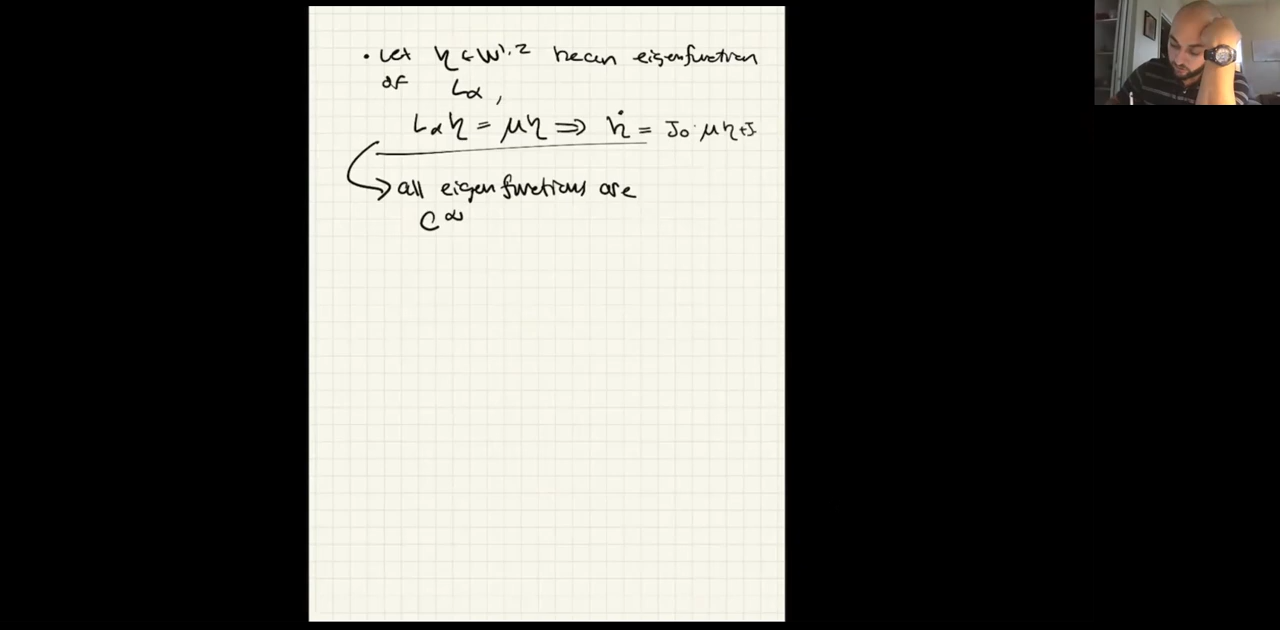 • Let η ∈ W^{1,2} be an eigenfunction
of L_α,
L_α η = μη ⇒ η̇ = J_0 · μη + J
→ all eigenfunctions are
C^∞